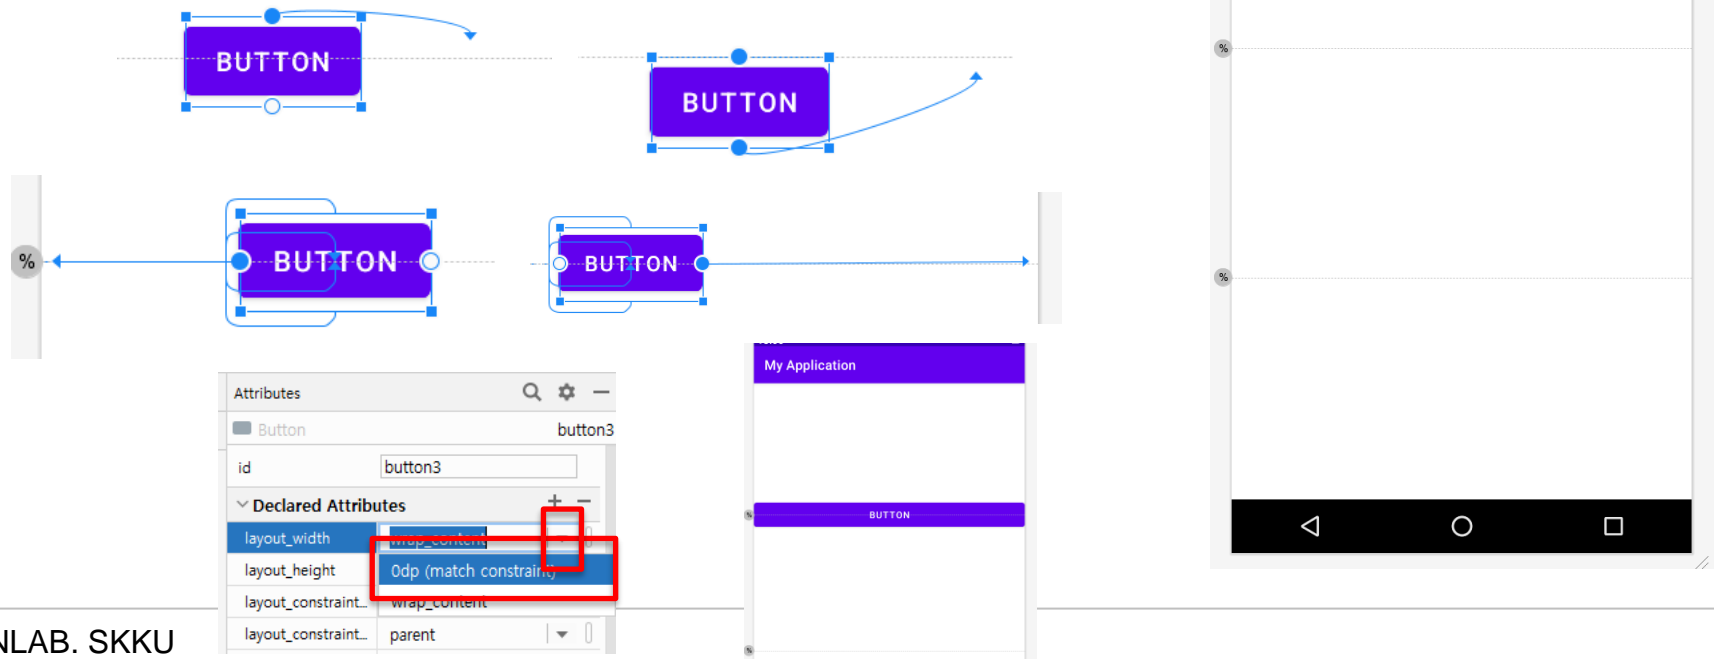 BUTTON
BUTTON
%
%
BUTTON
BUTTON
%
My Application
Attributes
Button
button3
id
button3
Declared Attributes
layout_width
wrap_content
layout_height
0dp (match constraint)
layout_constraint...
wrap_content
layout_constraint...
parent
%
BUTTON
%
NLAB. SKKU